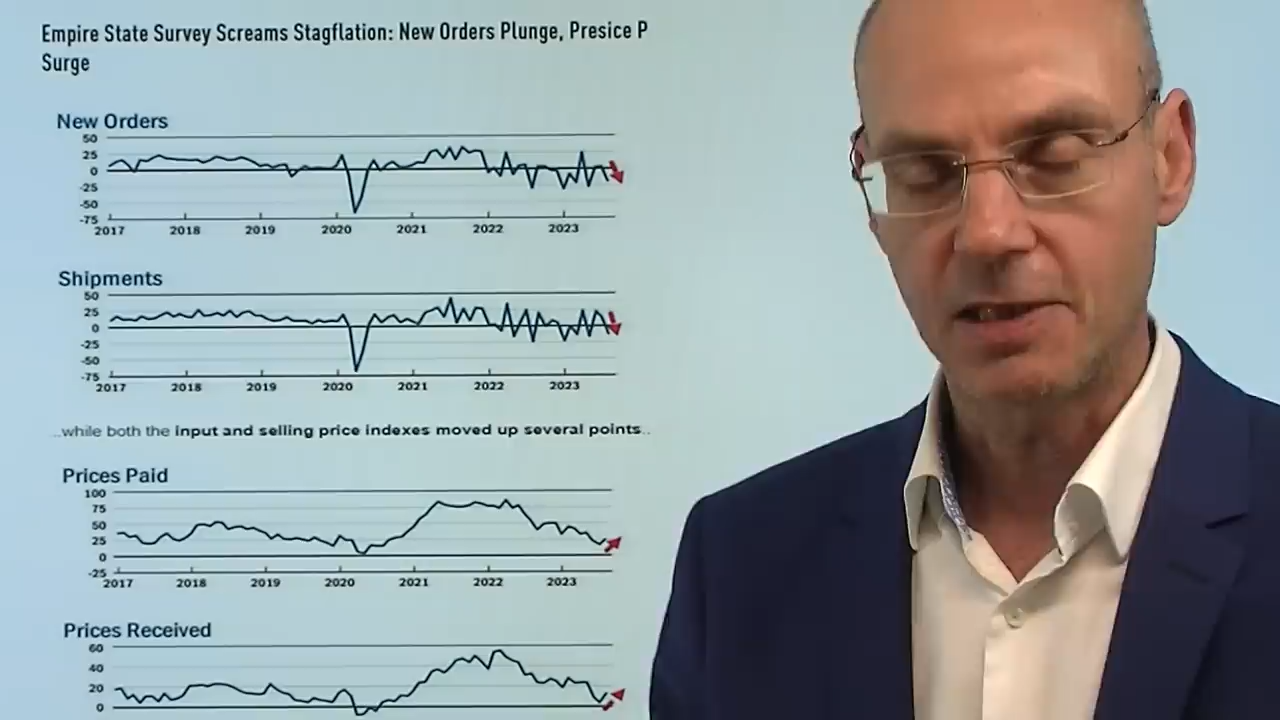 Empire State Survey Screams Stagflation: New Orders Plunge, Presice P
Surge
New Orders
50
25
0
-25
-50
-75
2017 2018 2019 2020 2021 2022 2023
Shipments
50
25
0
-25
-50
-75
2017 2018 2019 2020 2021 2022 2023
..while both the input and selling price indexes moved up several points..
Prices Paid
100
75
50
25
0
-25
2017 2018 2019 2020 2021 2022 2023
Prices Received
60
40
20
0